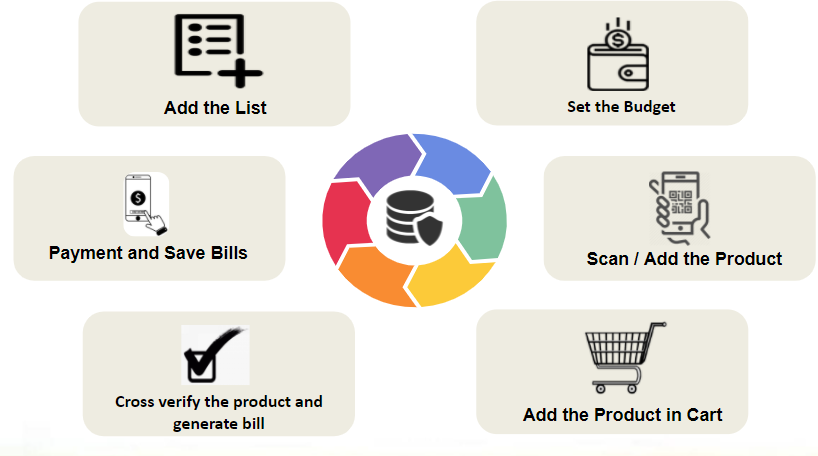 Add the List
Set the Budget
Payment and Save Bills
Scan / Add the Product
Cross verify the product and
generate bill
Add the Product in Cart